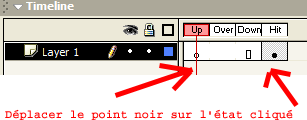 Timeline
Up Over Down Hit
Layer 1
Déplacer le point noir sur l'état cliqué